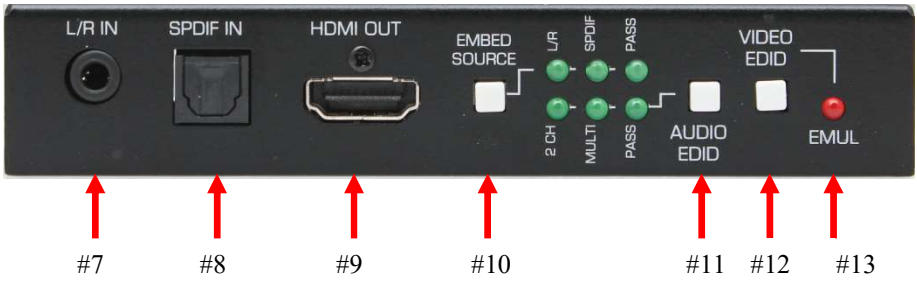 L/R IN
SPDIF IN
HDMI OUT
EMBED
SOURCE
L/R
SPDIF
PASS
2 CH
MULTI
PASS
AUDIO
EDID
VIDEO
EDID
EMUL
#7
#8
#9
#10
#11
#12
#13